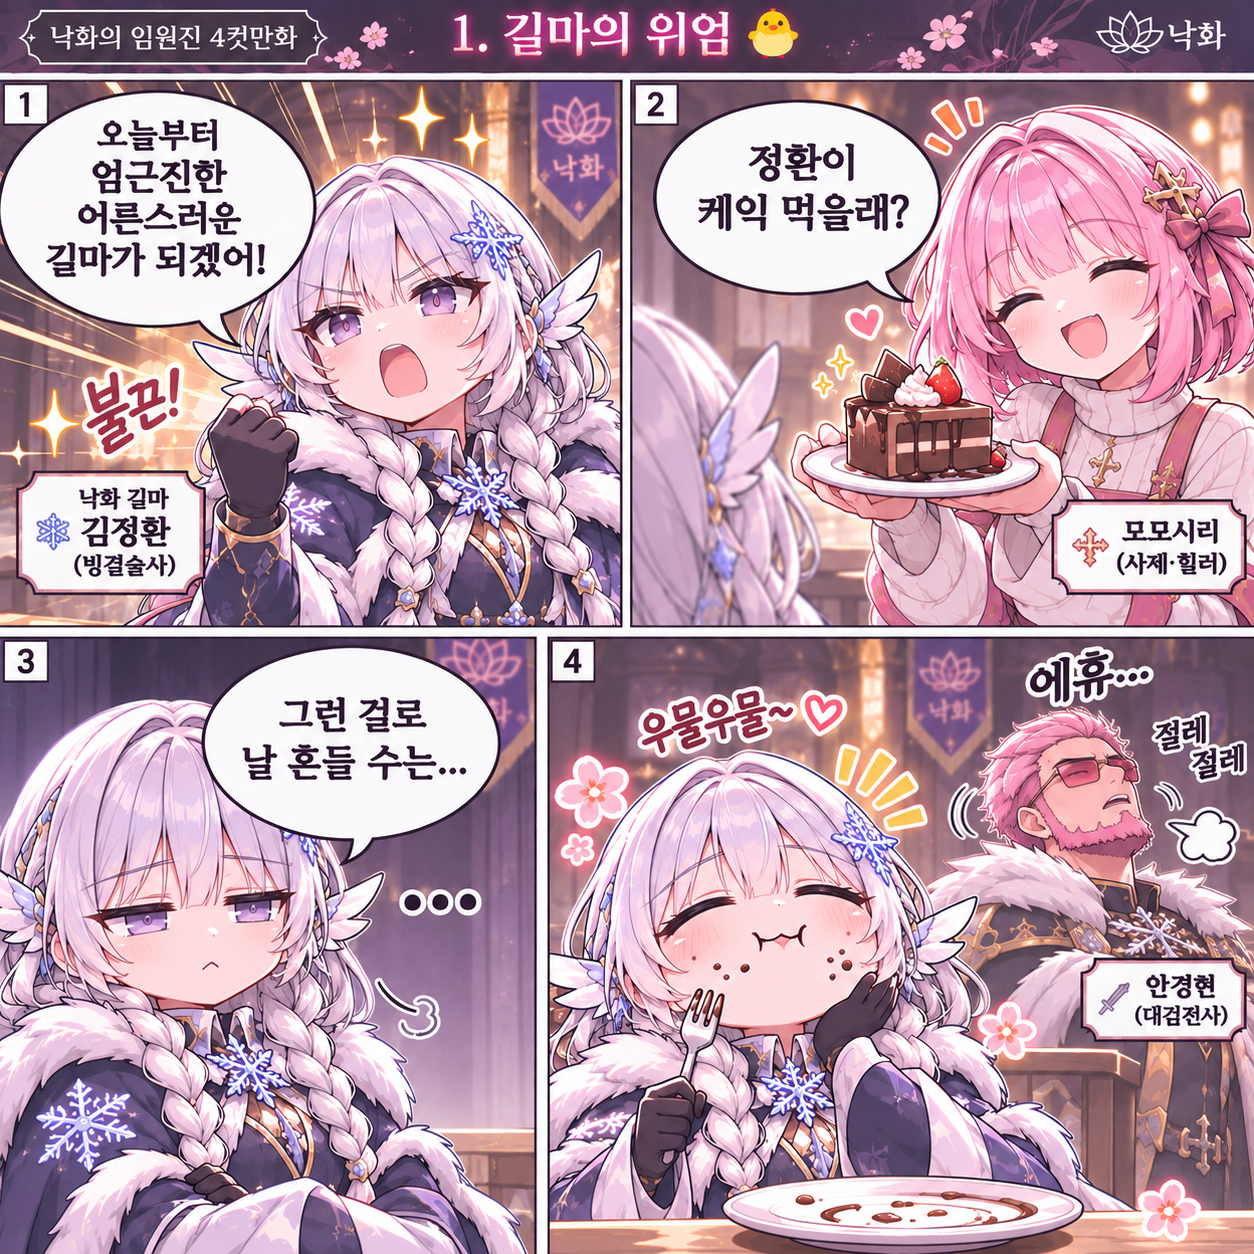 낙화의 임원진 4컷만화
1. 길마의 위엄
낙화
1
오늘부터
엄근진한
어른스러운
길마가 되겠어!
낙화
불끈!
낙화 길마
김정환
(빙결술사)
2
정환이
케익 먹을래?
모모시리
(사제·힐러)
3
그런 걸로
날 흔들 수는...
화
4
우물우물~
낙화
에휴...
절레
절레
안경현
(대검전사)